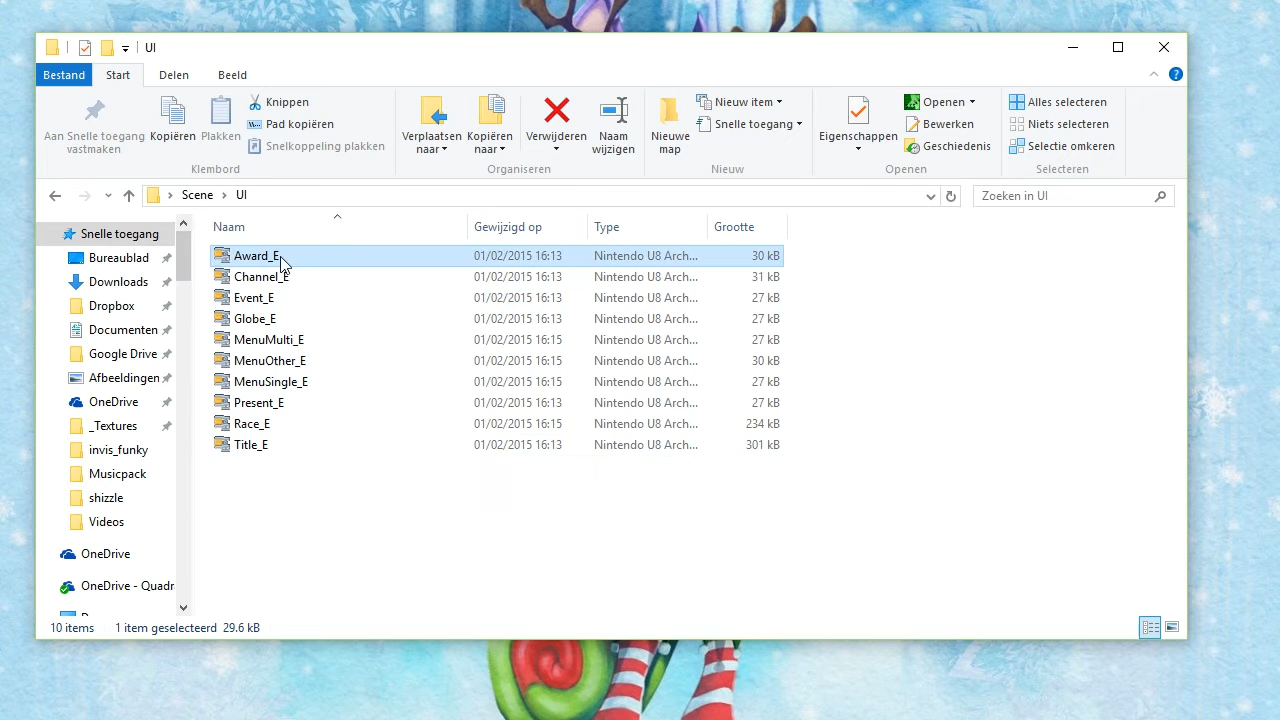 UI
Bestand Start Delen Beeld
Aan Snelle toegang vastmaken
Kopiëren
Plakken
Knippen
Pad kopiëren
Snelkoppeling plakken
Klembord
Verplaatsen naar
Kopiëren naar
Verwijderen
Naam wijzigen
Organiseren
Nieuwe map
Nieuw item
Snelle toegang
Nieuw
Eigenschappen
Openen
Bewerken
Geschiedenis
Openen
Alles selecteren
Niets selecteren
Selectie omkeren
Selecteren
Scene UI
Zoeken in UI
Snelle toegang
Bureaublad
Downloads
Dropbox
Documenten
Google Drive
Afbeeldingen
OneDrive
_Textures
invis_funky
Musicpack
shizzle
Videos
OneDrive
OneDrive - Quadr
Naam Gewijzigd op Type Grootte
Award_E 01/02/2015 16:13 Nintendo U8 Arch... 30 kB
Channel_E 01/02/2015 16:13 Nintendo U8 Arch... 31 kB
Event_E 01/02/2015 16:13 Nintendo U8 Arch... 27 kB
Globe_E 01/02/2015 16:13 Nintendo U8 Arch... 27 kB
MenuMulti_E 01/02/2015 16:15 Nintendo U8 Arch... 27 kB
MenuOther_E 01/02/2015 16:15 Nintendo U8 Arch... 30 kB
MenuSingle_E 01/02/2015 16:15 Nintendo U8 Arch... 27 kB
Present_E 01/02/2015 16:13 Nintendo U8 Arch... 27 kB
Race_E 01/02/2015 16:15 Nintendo U8 Arch... 234 kB
Title_E 01/02/2015 16:13 Nintendo U8 Arch... 301 kB
10 items 1 item geselecteerd 29.6 kB